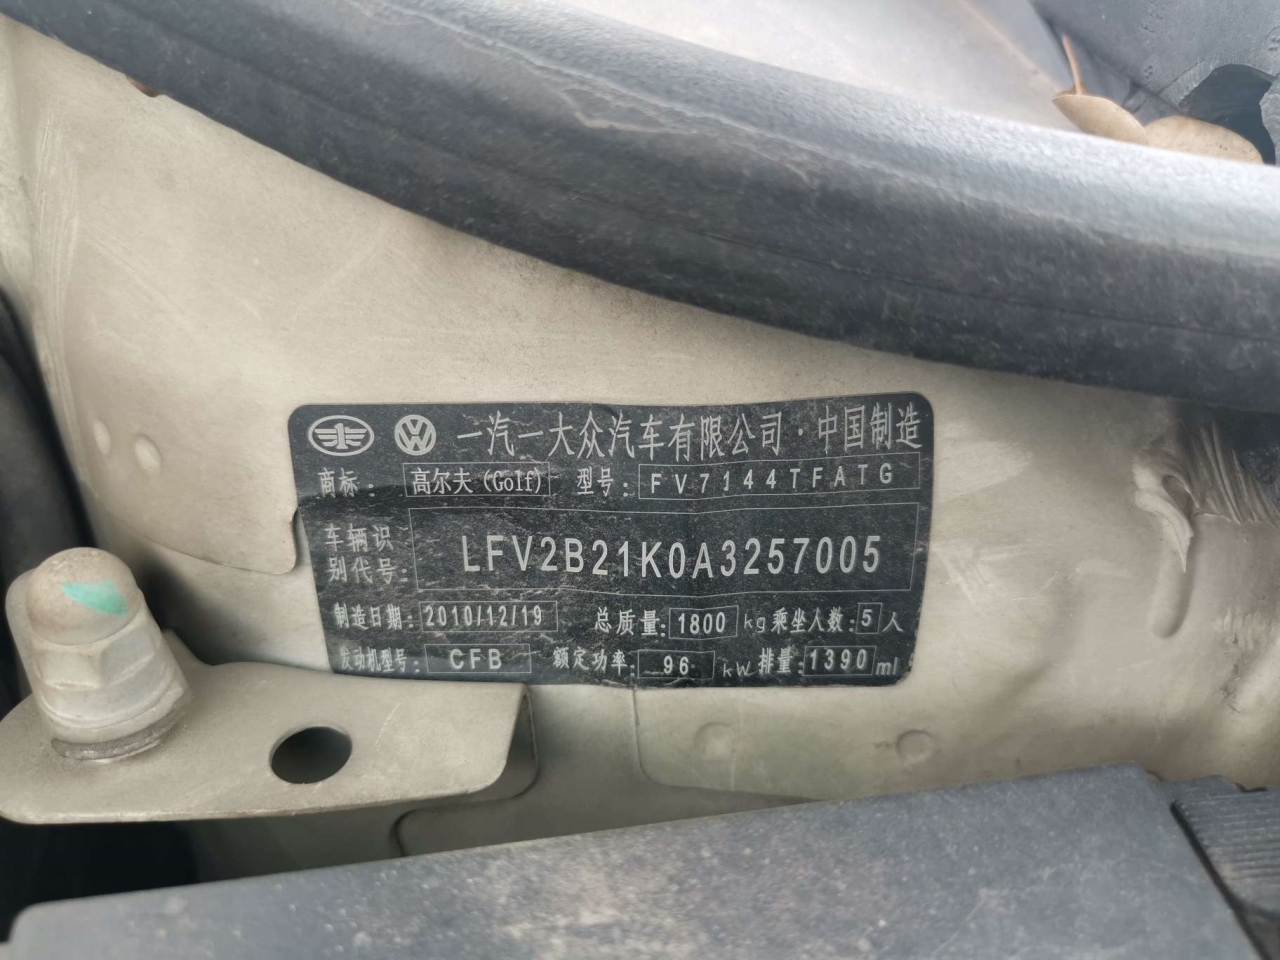 一汽一大众汽车有限公司·中国制造
商标: 高尔夫(Golf) 型号: FV7144TFATG
车辆识别代号: LFV2B21K0A3257005
制造日期: 2010/12/19 总质量: 1800 kg 乘坐人数: 5 人
发动机型号: CFB 额定功率: 96 kW 排量: 1390 ml